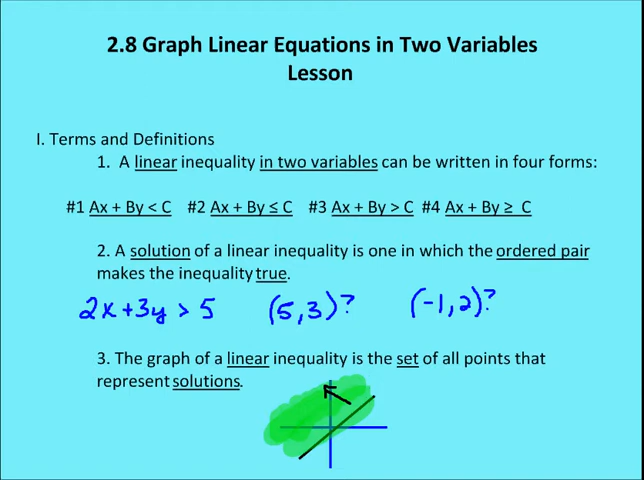 2.8 Graph Linear Equations in Two Variables
Lesson
I. Terms and Definitions
1. A linear inequality in two variables can be written in four forms:
#1 Ax + By < C #2 Ax + By ≤ C #3 Ax + By > C #4 Ax + By ≥ C
2. A solution of a linear inequality is one in which the ordered pair
makes the inequality true.
2x+3y > 5 (5,3)? (-1,2)?
3. The graph of a linear inequality is the set of all points that
represent solutions.